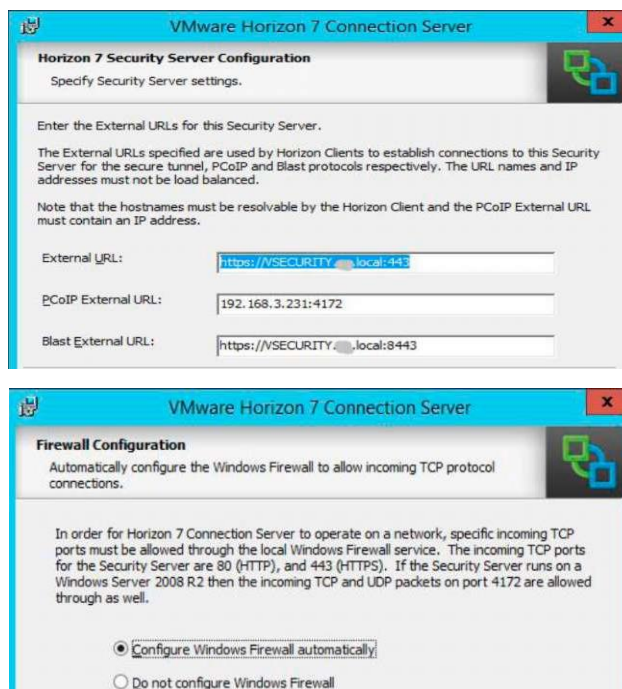 VMware Horizon 7 Connection Server
x
Horizon 7 Security Server Configuration
Specify Security Server settings.
Enter the External URLs for this Security Server.
The External URLs specified are used by Horizon Clients to establish connections to this Security
Server for the secure tunnel, PCoIP and Blast protocols respectively. The URL names and IP
addresses must not be load balanced.
Note that the hostnames must be resolvable by the Horizon Client and the PCoIP External URL
must contain an IP address.
External URL: https://VSECURITY. .local:443
PCoIP External URL: 192.168.3.231:4172
Blast External URL: https://VSECURITY. .local:8443
VMware Horizon 7 Connection Server
x
Firewall Configuration
Automatically configure the Windows Firewall to allow incoming TCP protocol
connections.
In order for Horizon 7 Connection Server to operate on a network, specific incoming TCP
ports must be allowed through the local Windows Firewall service. The incoming TCP ports
for the Security Server are 80 (HTTP), and 443 (HTTPS). If the Security Server runs on a
Windows Server 2008 R2 then the incoming TCP and UDP packets on port 4172 are allowed
through as well.
Configure Windows Firewall automatically
Do not configure Windows Firewall